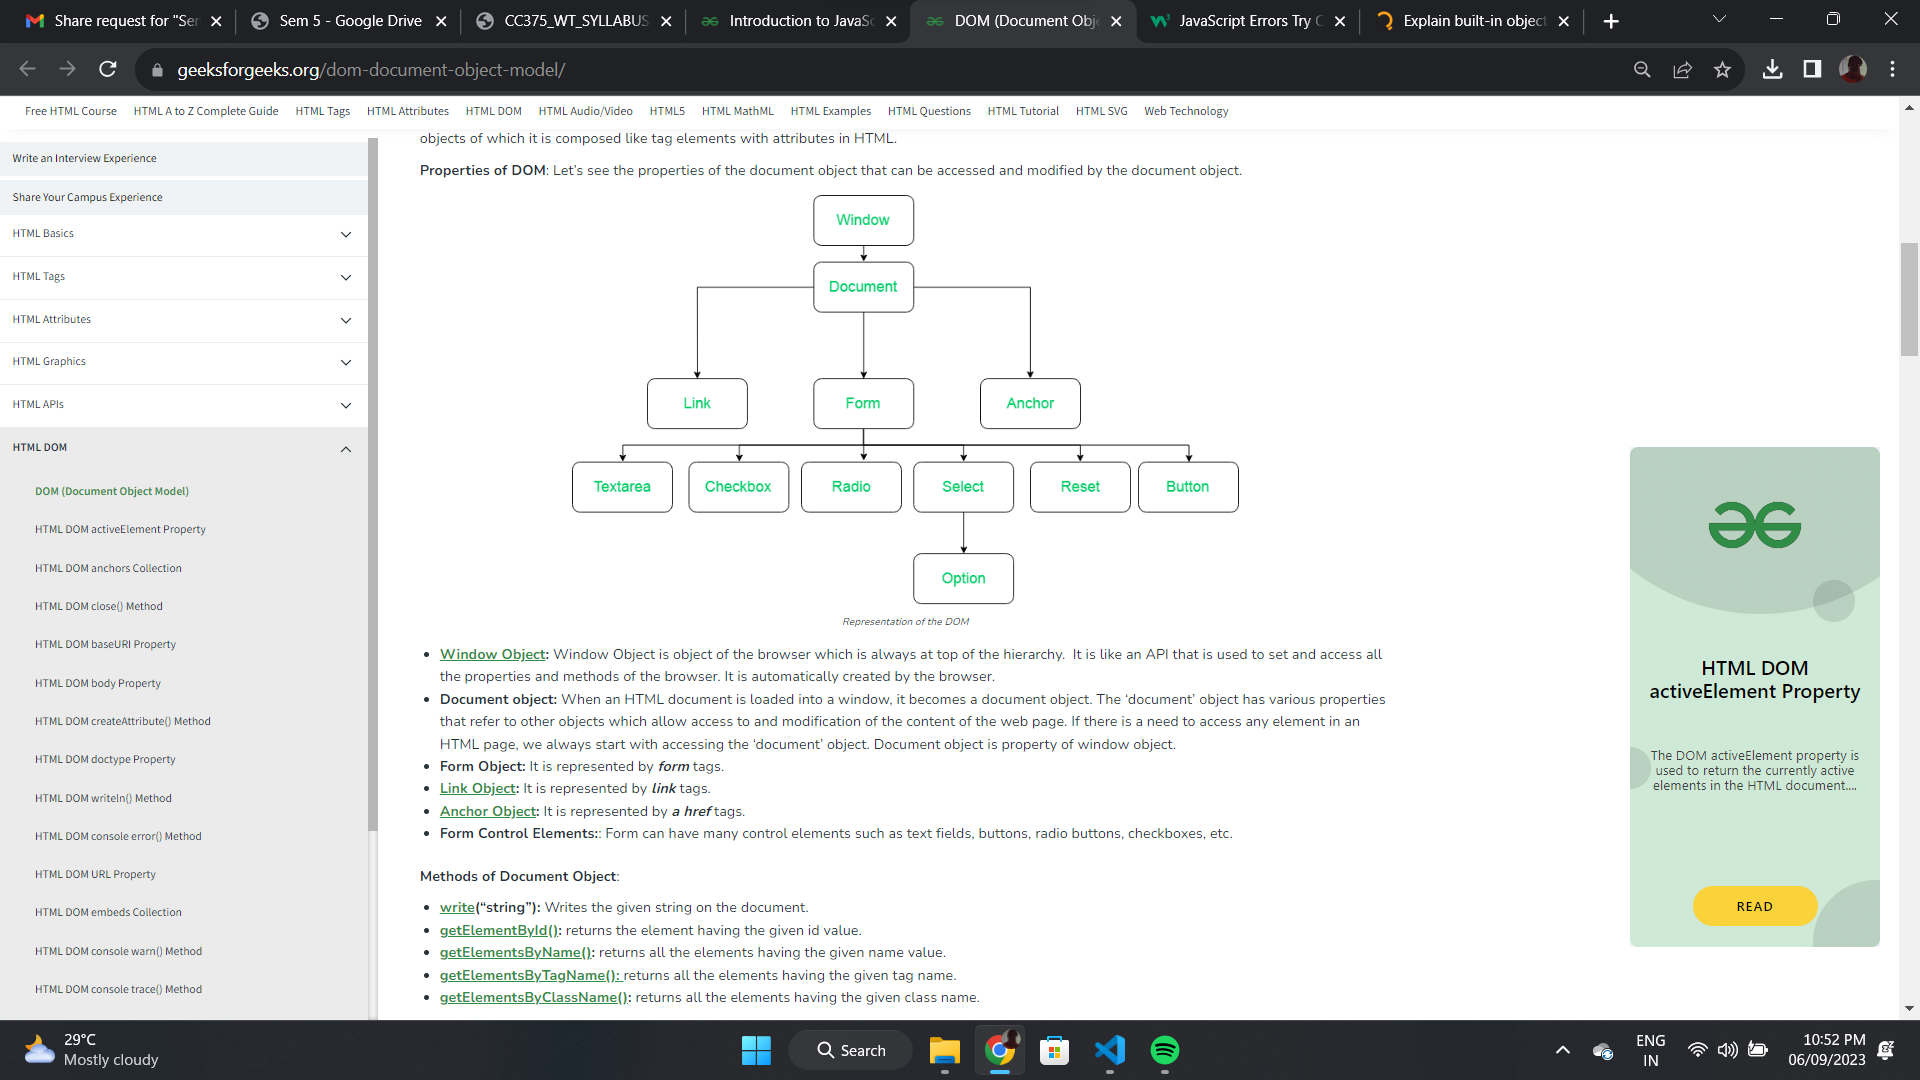 Share request for "Ser
Sem 5 - Google Drive
CC375_WT_SYLLABUS
Introduction to JavaSc
DOM (Document Obje
JavaScript Errors Try C
Explain built-in object
geeksforgeeks.org/dom-document-object-model/
Free HTML Course HTML A to Z Complete Guide HTML Tags HTML Attributes HTML DOM HTML Audio/Video HTML5 HTML MathML HTML Examples HTML Questions HTML Tutorial HTML SVG Web Technology
Write an Interview Experience
Share Your Campus Experience
HTML Basics
HTML Tags
HTML Attributes
HTML Graphics
HTML APIs
HTML DOM
DOM (Document Object Model)
HTML DOM activeElement Property
HTML DOM anchors Collection
HTML DOM close() Method
HTML DOM baseURI Property
HTML DOM body Property
HTML DOM createAttribute() Method
HTML DOM doctype Property
HTML DOM writeln() Method
HTML DOM console error() Method
HTML DOM URL Property
HTML DOM embeds Collection
HTML DOM console warn() Method
HTML DOM console trace() Method
objects of which it is composed like tag elements with attributes in HTML.
Properties of DOM: Let’s see the properties of the document object that can be accessed and modified by the document object.
Window
Document
Link Form Anchor
Textarea Checkbox Radio Select Reset Button
Option
Representation of the DOM
• Window Object: Window Object is object of the browser which is always at top of the hierarchy.  It is like an API that is used to set and access all
the properties and methods of the browser. It is automatically created by the browser.
• Document object: When an HTML document is loaded into a window, it becomes a document object. The ‘document’ object has various properties
that refer to other objects which allow access to and modification of the content of the web page. If there is a need to access any element in an
HTML page, we always start with accessing the ‘document’ object. Document object is property of window object.
• Form Object: It is represented by form tags.
• Link Object: It is represented by link tags.
• Anchor Object: It is represented by a href tags.
• Form Control Elements:: Form can have many control elements such as text fields, buttons, radio buttons, checkboxes, etc.
Methods of Document Object:
• write(“string”): Writes the given string on the document.
• getElementById(): returns the element having the given id value.
• getElementsByName(): returns all the elements having the given name value.
• getElementsByTagName(): returns all the elements having the given tag name.
• getElementsByClassName(): returns all the elements having the given class name.
HTML DOM
activeElement Property
The DOM activeElement property is
used to return the currently active
elements in the HTML document....
READ
29°C
Mostly cloudy
Search
ENG
IN
10:52 PM
06/09/2023